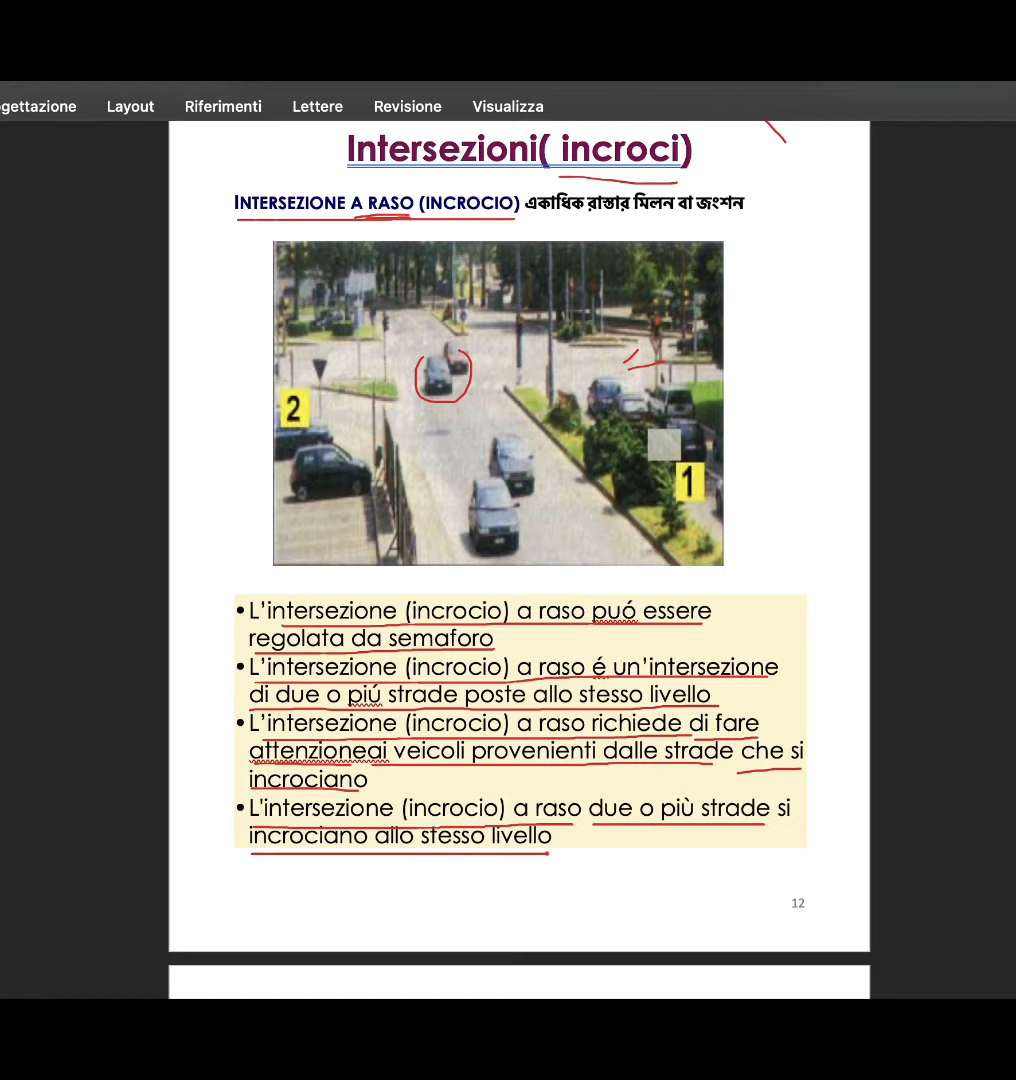 gettazione Layout Riferimenti Lettere Revisione Visualizza
Intersezioni( incroci)
INTERSEZIONE A RASO (INCROCIO) একাধিক রাস্তার মিলন বা জংশন
2
1
•L’intersezione (incrocio) a raso puó essere
regolata da semaforo
•L’intersezione (incrocio) a raso é un’intersezione
di due o piú strade poste allo stesso livello
•L’intersezione (incrocio) a raso richiede di fare
attenzioneai veicoli provenienti dalle strade che si
incrociano
•L'intersezione (incrocio) a raso due o più strade si
incrociano allo stesso livello
12